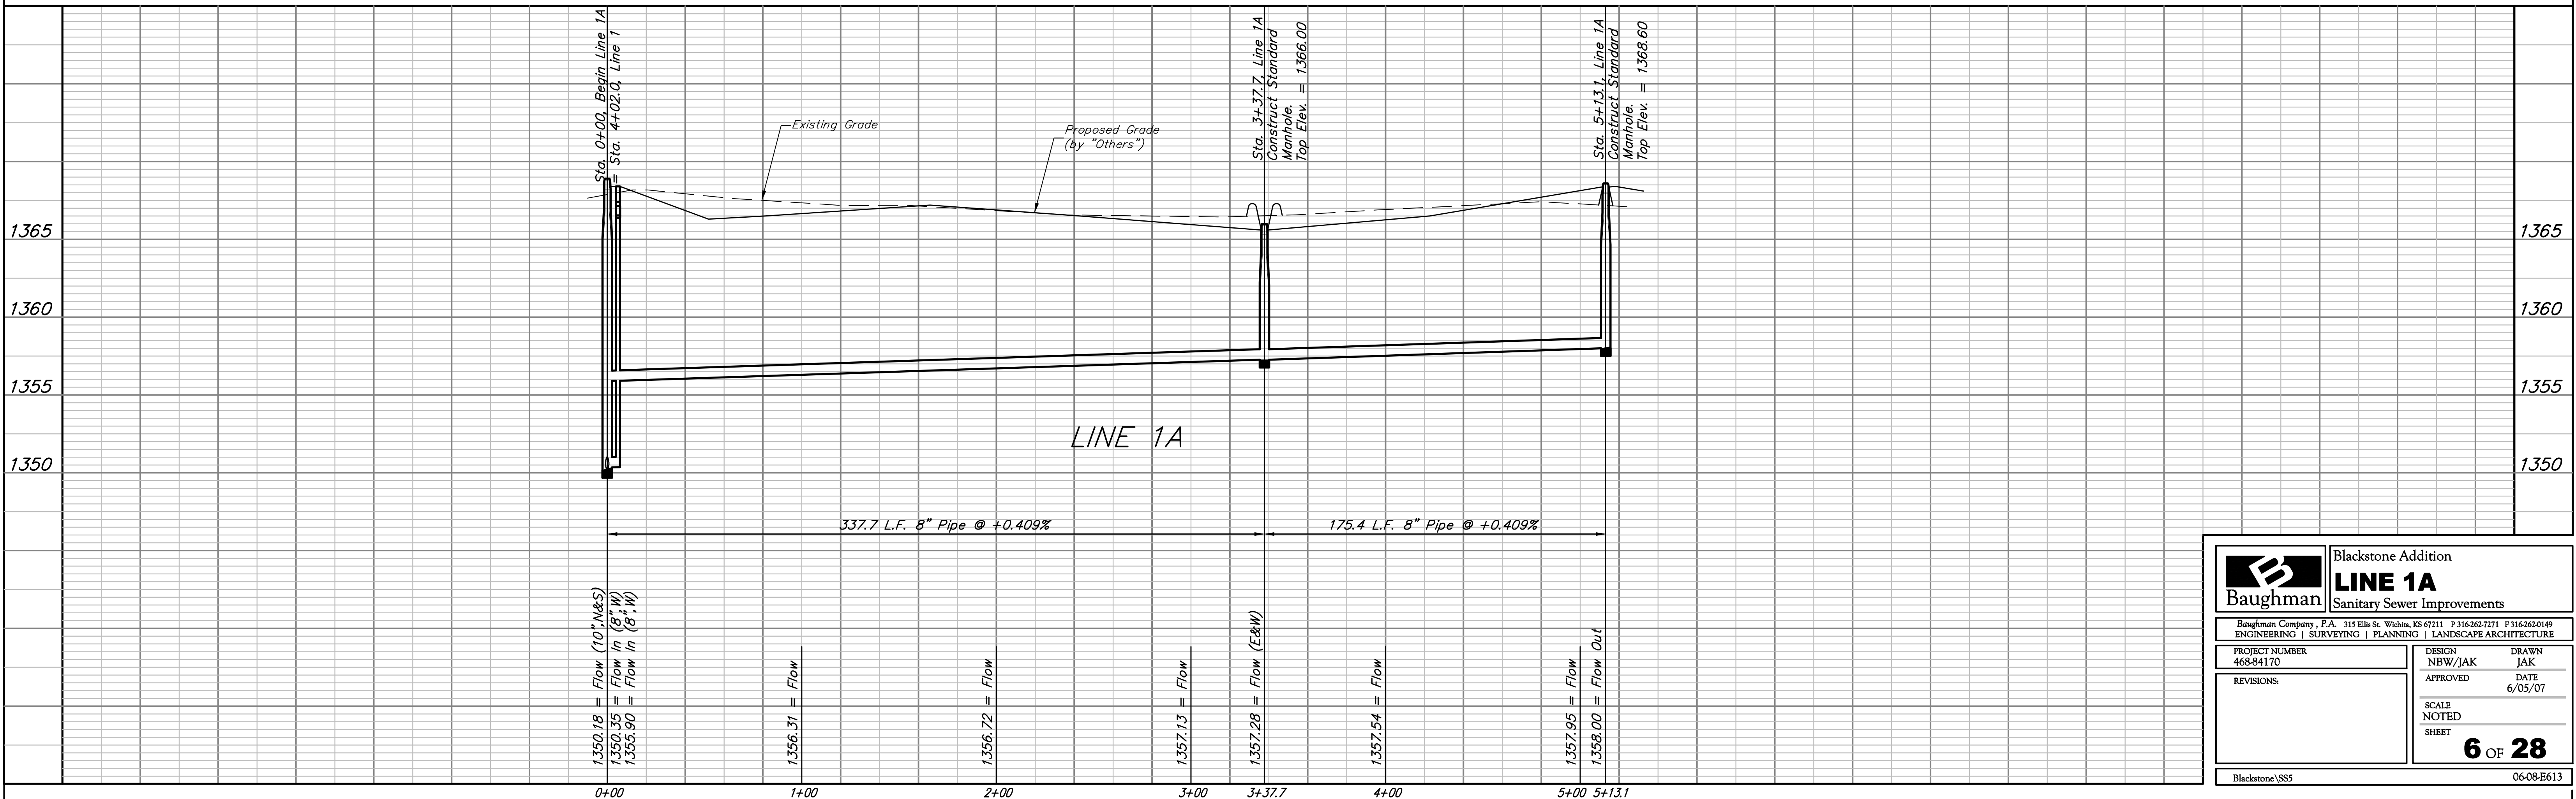 Sta. 0+00, Begin Line 1A
= Sta. 4+02.0, Line 1
Sta. 3+37.7, Line 1A
Construct Standard
Manhole.
Top Elev. = 1366.00
Sta. 5+13.1, Line 1A
Construct Standard
Manhole.
Top Elev. = 1368.60
Existing Grade
Proposed Grade
(by "Others")
1365
1365
1360
1360
1355
1355
1350
1350
LINE 1A
337.7 L.F. 8" Pipe @ +0.409%
175.4 L.F. 8" Pipe @ +0.409%
1350.18 = Flow (10",N&S)
1350.35 = Flow In (8",W)
1355.90 = Flow In (8",W)
1356.31 = Flow
1356.72 = Flow
1357.13 = Flow
1357.28 = Flow (E&W)
1357.54 = Flow
1357.95 = Flow
1358.00 = Flow Out
0+00
1+00
2+00
3+00
3+37.7
4+00
5+00
5+13.1
B
Baughman
Blackstone Addition
LINE 1A
Sanitary Sewer Improvements
Baughman Company, P.A. 315 Ellis St. Wichita, KS 67211 P 316-262-7271 F 316-262-0149
ENGINEERING | SURVEYING | PLANNING | LANDSCAPE ARCHITECTURE
PROJECT NUMBER
468-84170
REVISIONS:
DESIGN
NBW/JAK
DRAWN
JAK
APPROVED
DATE
6/05/07
SCALE
NOTED
SHEET
6 OF 28
Blackstone\SS5
06-08-E613